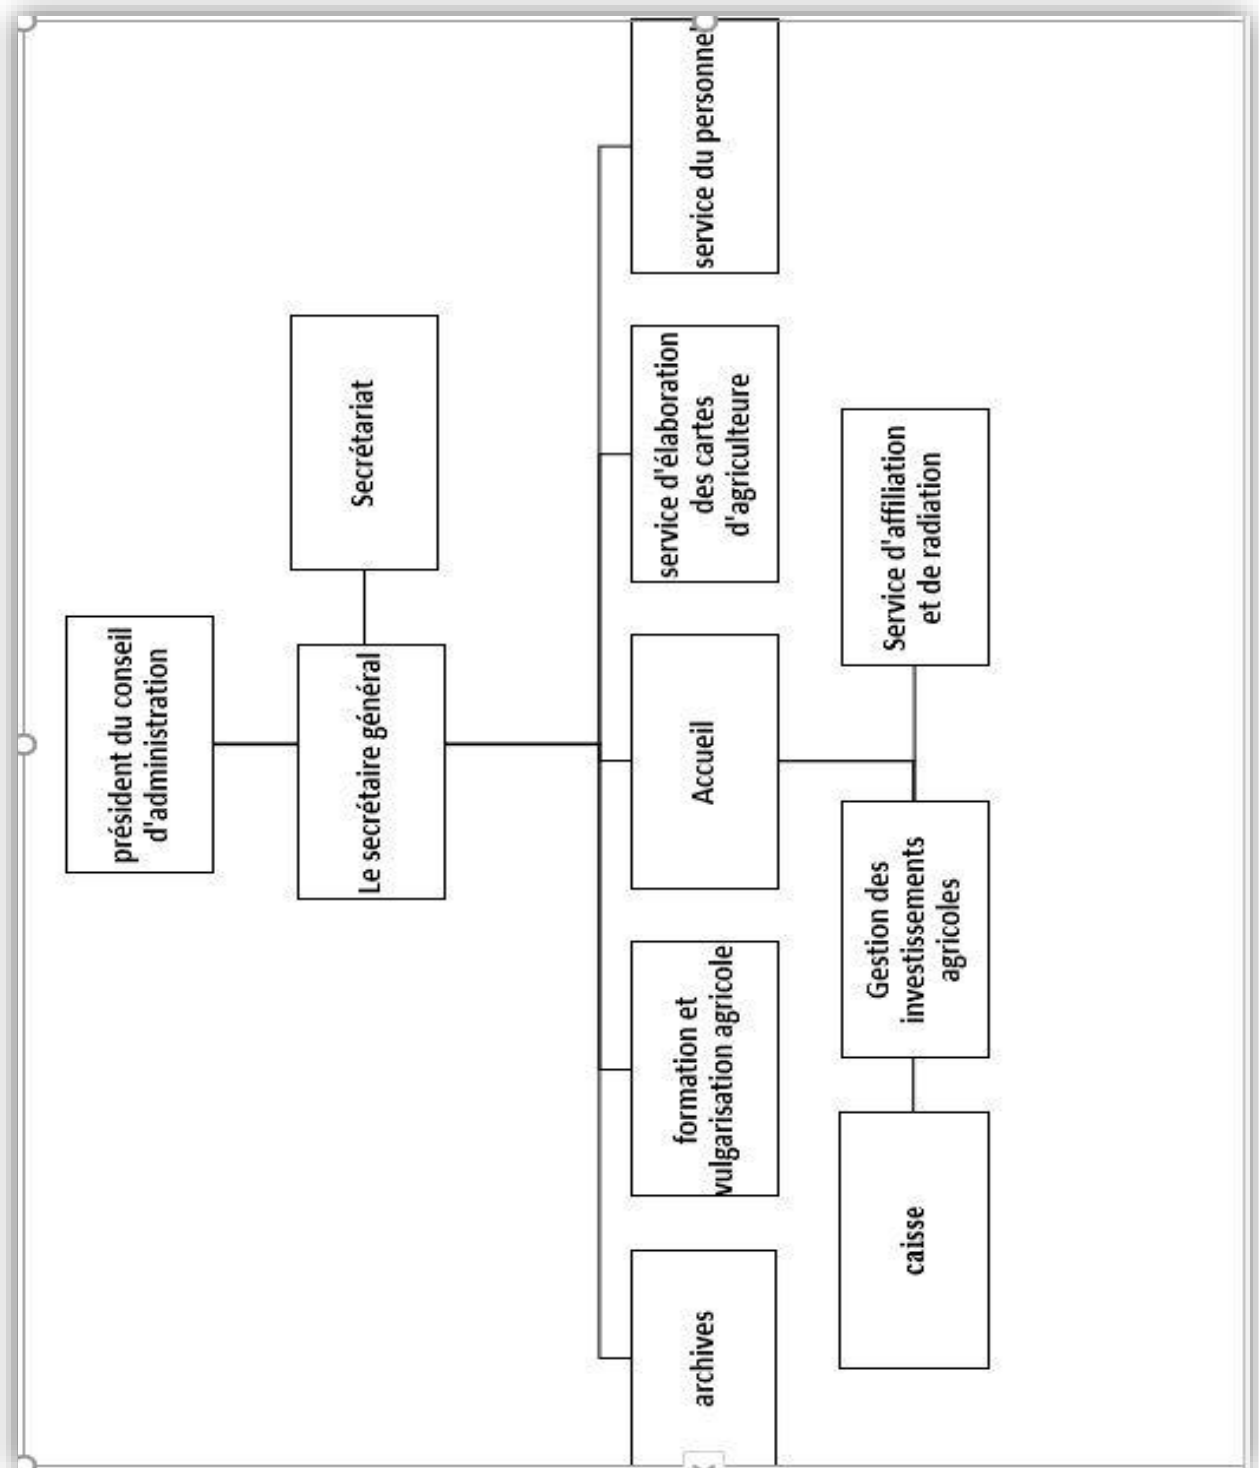 président du conseil
d'administration
Le secrétaire général
Secrétariat
archives
formation et
vulgarisation agricole
Accueil
service d'élaboration
des cartes
d'agriculteure
service du personnel
caisse
Gestion des
investissements
agricoles
Service d'affiliation
et de radiation